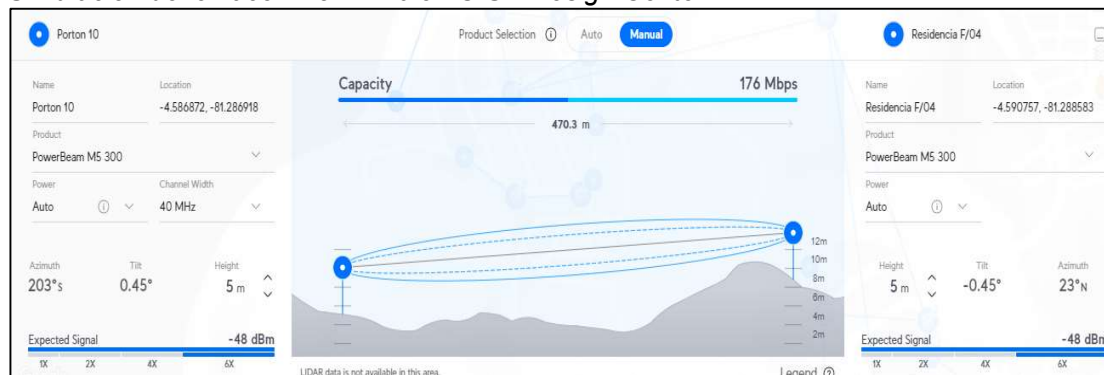 Porton 10
Product Selection ⓘ Auto Manual
Residencia F/04
Name Location
Porton 10 -4.586872, -81.286918
Product
PowerBeam M5 300
Power Channel Width
Auto ⓘ 40 MHz
Azimuth Tilt Height
203°S 0.45° 5 m
Expected Signal -48 dBm
1X 2X 4X 6X
Capacity 176 Mbps
470.3 m
12m
10m
8m
6m
4m
2m
LIDAR data is not available in this area.
Legend
Name Location
Residencia F/04 -4.590757, -81.288583
Product
PowerBeam M5 300
Power
Auto ⓘ
Height Tilt Azimuth
5 m -0.45° 23°N
Expected Signal -48 dBm
1X 2X 4X 6X